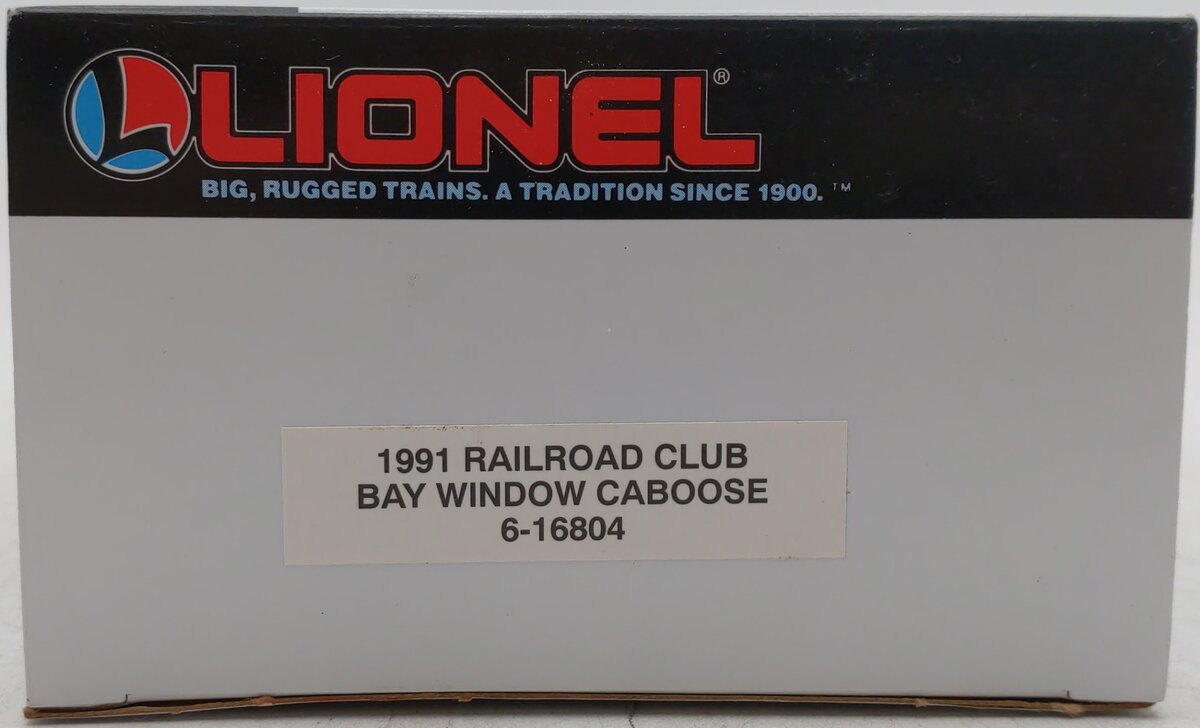 LIONEL®
BIG, RUGGED TRAINS. A TRADITION SINCE 1900.™
1991 RAILROAD CLUB
BAY WINDOW CABOOSE
6-16804